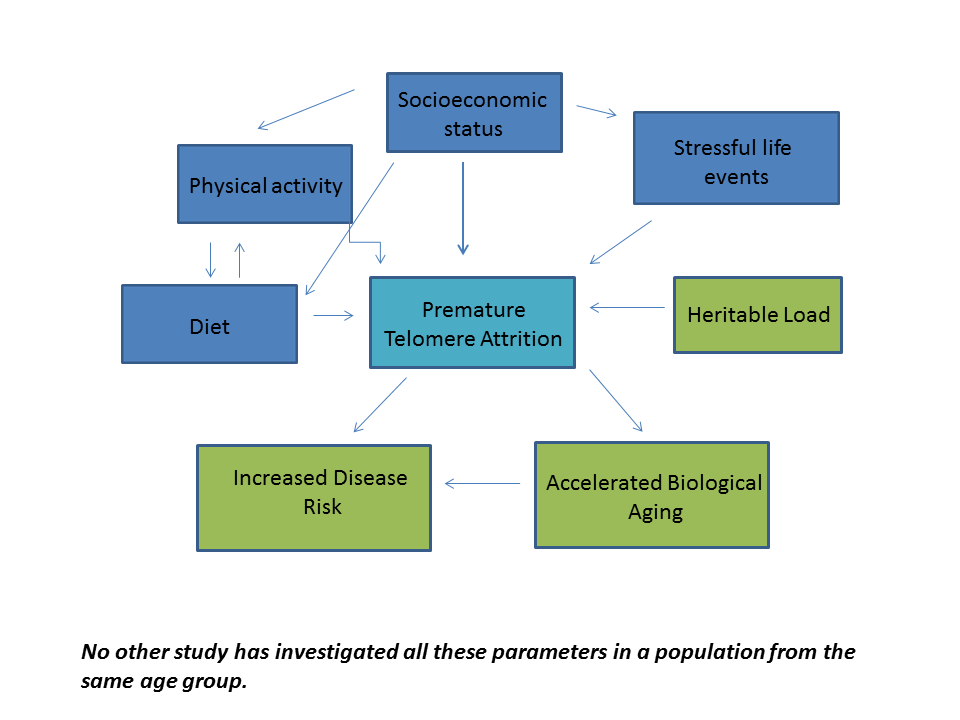 Socioeconomic
status
Stressful life
events
Physical activity
Premature
Telomere Attrition
Heritable Load
Diet
Increased Disease
Risk
Accelerated Biological
Aging
No other study has investigated all these parameters in a population from the
same age group.